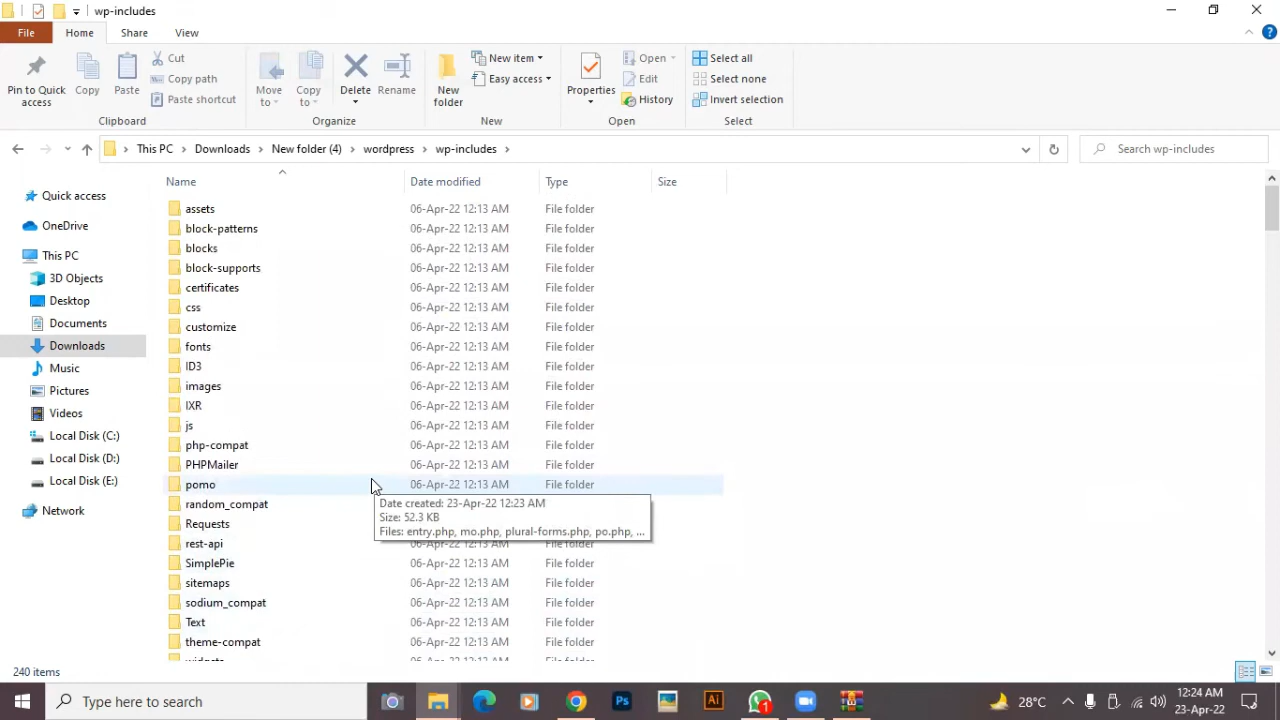 wp-includes
File Home Share View
Pin to Quick access
Copy
Paste
Cut
Copy path
Paste shortcut
Clipboard
Move to
Copy to
Delete
Rename
Organize
New folder
New item
Easy access
New
Properties
Open
Edit
History
Open
Select all
Select none
Invert selection
Select
This PC > Downloads > New folder (4) > wordpress > wp-includes >
Search wp-includes
Quick access
OneDrive
This PC
3D Objects
Desktop
Documents
Downloads
Music
Pictures
Videos
Local Disk (C:)
Local Disk (D:)
Local Disk (E:)
Network
Name Date modified Type Size
assets 06-Apr-22 12:13 AM File folder
block-patterns 06-Apr-22 12:13 AM File folder
blocks 06-Apr-22 12:13 AM File folder
block-supports 06-Apr-22 12:13 AM File folder
certificates 06-Apr-22 12:13 AM File folder
css 06-Apr-22 12:13 AM File folder
customize 06-Apr-22 12:13 AM File folder
fonts 06-Apr-22 12:13 AM File folder
ID3 06-Apr-22 12:13 AM File folder
images 06-Apr-22 12:13 AM File folder
IXR 06-Apr-22 12:13 AM File folder
js 06-Apr-22 12:13 AM File folder
php-compat 06-Apr-22 12:13 AM File folder
PHPMailer 06-Apr-22 12:13 AM File folder
pomo 06-Apr-22 12:13 AM File folder
random_compat
Date created: 23-Apr-22 12:23 AM
Size: 52.3 KB
Files: entry.php, mo.php, plural-forms.php, po.php, ...
Requests
rest-api 06-Apr-22 12:13 AM File folder
SimplePie 06-Apr-22 12:13 AM File folder
sitemaps 06-Apr-22 12:13 AM File folder
sodium_compat 06-Apr-22 12:13 AM File folder
Text 06-Apr-22 12:13 AM File folder
theme-compat 06-Apr-22 12:13 AM File folder
240 items
Type here to search
Ps
Ai
1
28°C
12:24 AM
23-Apr-22